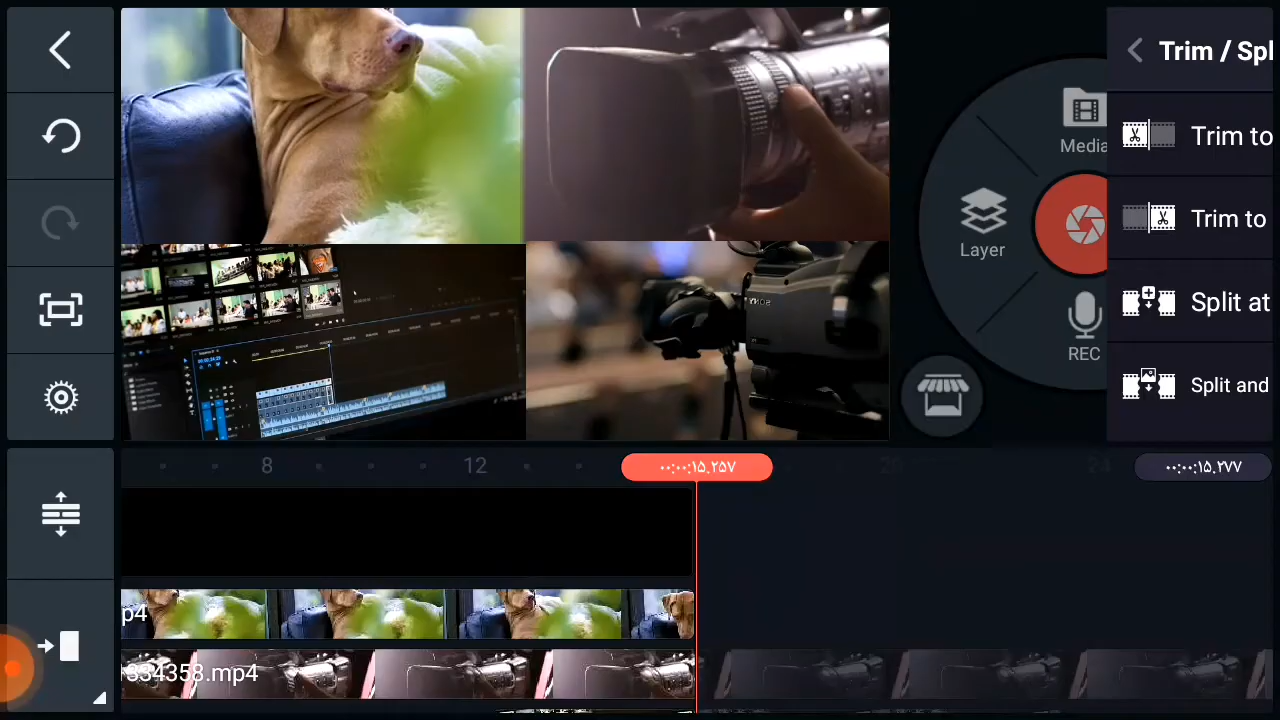 Trim / Spl
Media
Trim to
Layer
Trim to
REC
Split at
Split and
8
12
۰۰:۰۰:۱۵.۲۵۷
20
24
۰۰:۰۰:۱۵.۲۷۷
p4
334358.mp4
SONY